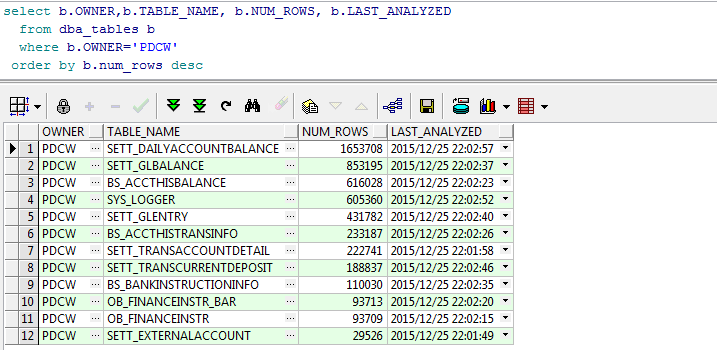 select b.OWNER,b.TABLE_NAME, b.NUM_ROWS, b.LAST_ANALYZED
from dba_tables b
where b.OWNER='PDCW'
order by b.num_rows desc
OWNER TABLE_NAME NUM_ROWS LAST_ANALYZED
1 PDCW ... SETT_DAILYACCOUNTBALANCE ... 1653708 2015/12/25 22:02:57
2 PDCW ... SETT_GLBALANCE ... 853195 2015/12/25 22:02:37
3 PDCW ... BS_ACCTHISBALANCE ... 616028 2015/12/25 22:02:23
4 PDCW ... SYS_LOGGER ... 605360 2015/12/25 22:02:52
5 PDCW ... SETT_GLENTRY ... 431782 2015/12/25 22:02:40
6 PDCW ... BS_ACCTHISTRANSINFO ... 233187 2015/12/25 22:02:26
7 PDCW ... SETT_TRANSACCOUNTDETAIL ... 222741 2015/12/25 22:01:58
8 PDCW ... SETT_TRANSCURRENTDEPOSIT ... 188837 2015/12/25 22:02:46
9 PDCW ... BS_BANKINSTRUCTIONINFO ... 110030 2015/12/25 22:02:35
10 PDCW ... OB_FINANCEINSTR_BAR ... 93713 2015/12/25 22:02:20
11 PDCW ... OB_FINANCEINSTR ... 93709 2015/12/25 22:02:15
12 PDCW ... SETT_EXTERNALACCOUNT ... 29526 2015/12/25 22:01:49